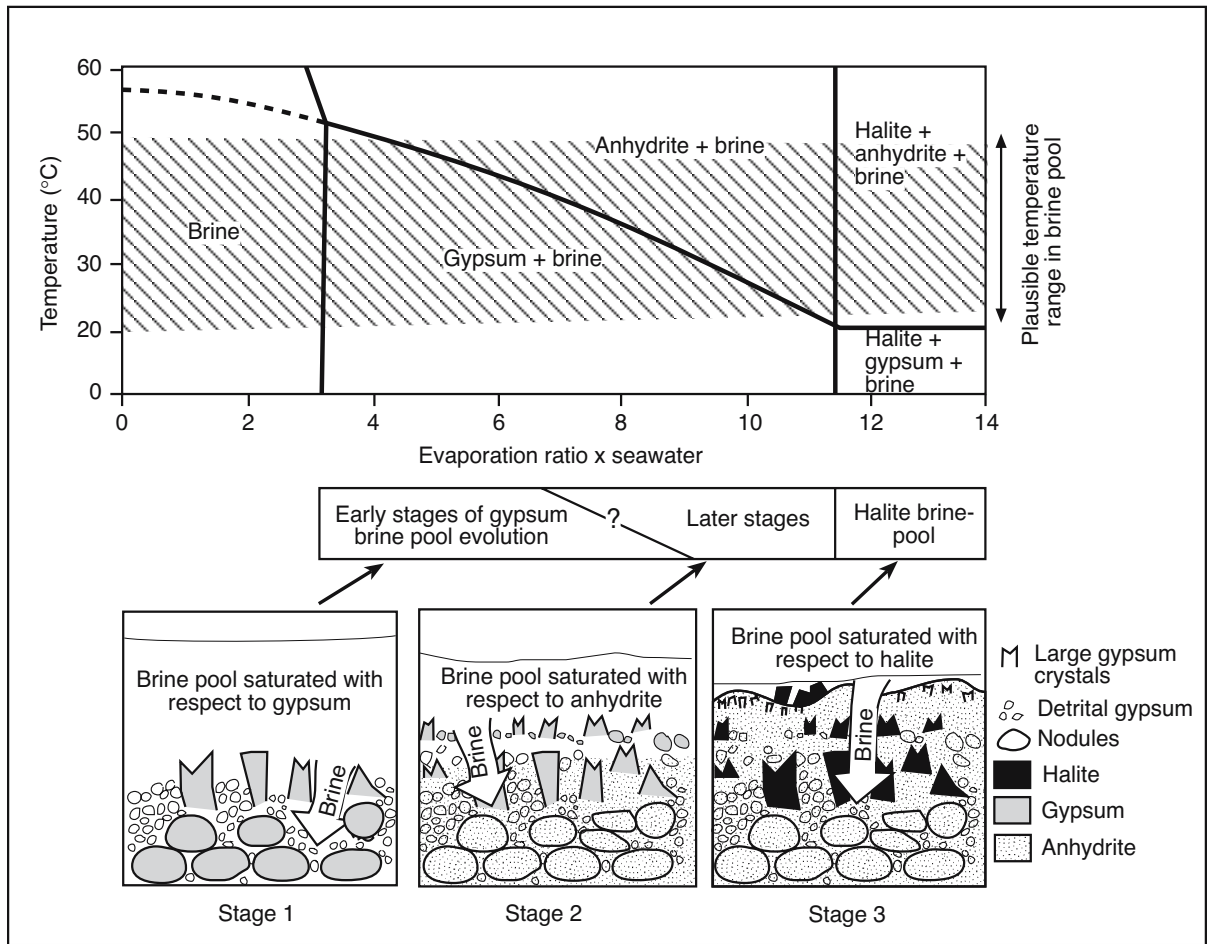 60
50
40
30
20
0
Temperature (°C)
Brine
Gypsum + brine
Anhydrite + brine
Halite +
anhydrite +
brine
Halite +
gypsum +
brine
Plausible temperature
range in brine pool
0
2
4
6
8
10
12
14
Evaporation ratio x seawater
Early stages of gypsum
brine pool evolution
?
Later stages
Halite brine-
pool
Brine pool saturated with
respect to gypsum
Brine
Stage 1
Brine pool saturated with
respect to anhydrite
Brine
Stage 2
Brine pool saturated with
respect to halite
Brine
Stage 3
Large gypsum
crystals
Detrital gypsum
Nodules
Halite
Gypsum
Anhydrite